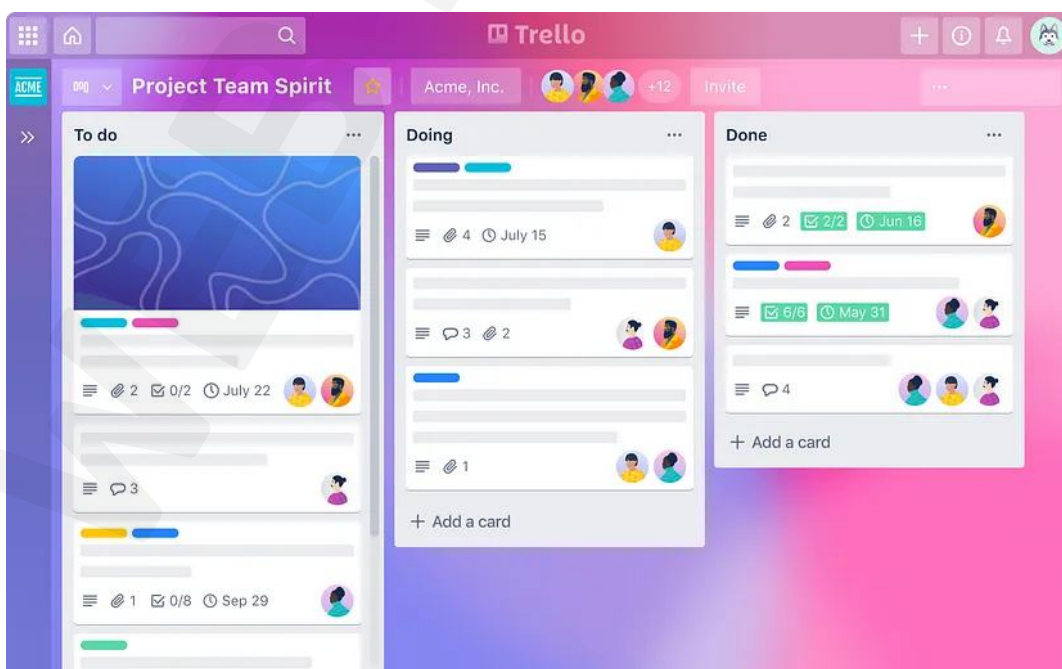 Trello
ACME
Project Team Spirit
Acme, Inc.
+12
Invite
To do
2 0/2 July 22
3
1 0/8 Sep 29
Doing
4 July 15
3 2
1
+ Add a card
Done
2 2/2 Jun 16
6/6 May 31
4
+ Add a card